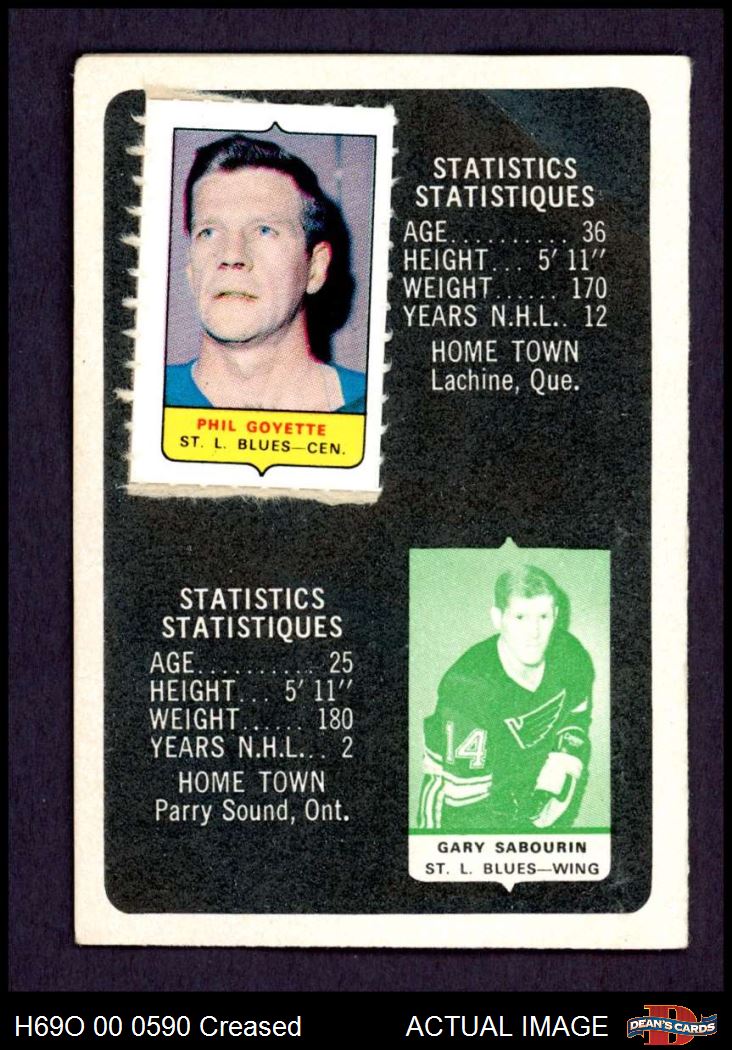 STATISTICS
STATISTIQUES
AGE.......... 36
HEIGHT... 5' 11''
WEIGHT...... 170
YEARS N.H.L.. 12
HOME TOWN
Lachine, Que.
PHIL GOYETTE
ST. L. BLUES—CEN.
STATISTICS
STATISTIQUES
AGE.......... 25
HEIGHT... 5' 11''
WEIGHT...... 180
YEARS N.H.L... 2
HOME TOWN
Parry Sound, Ont.
14
GARY SABOURIN
ST. L. BLUES—WING
H69O 00 0590 Creased
ACTUAL IMAGE
D
DEAN'S CARDS